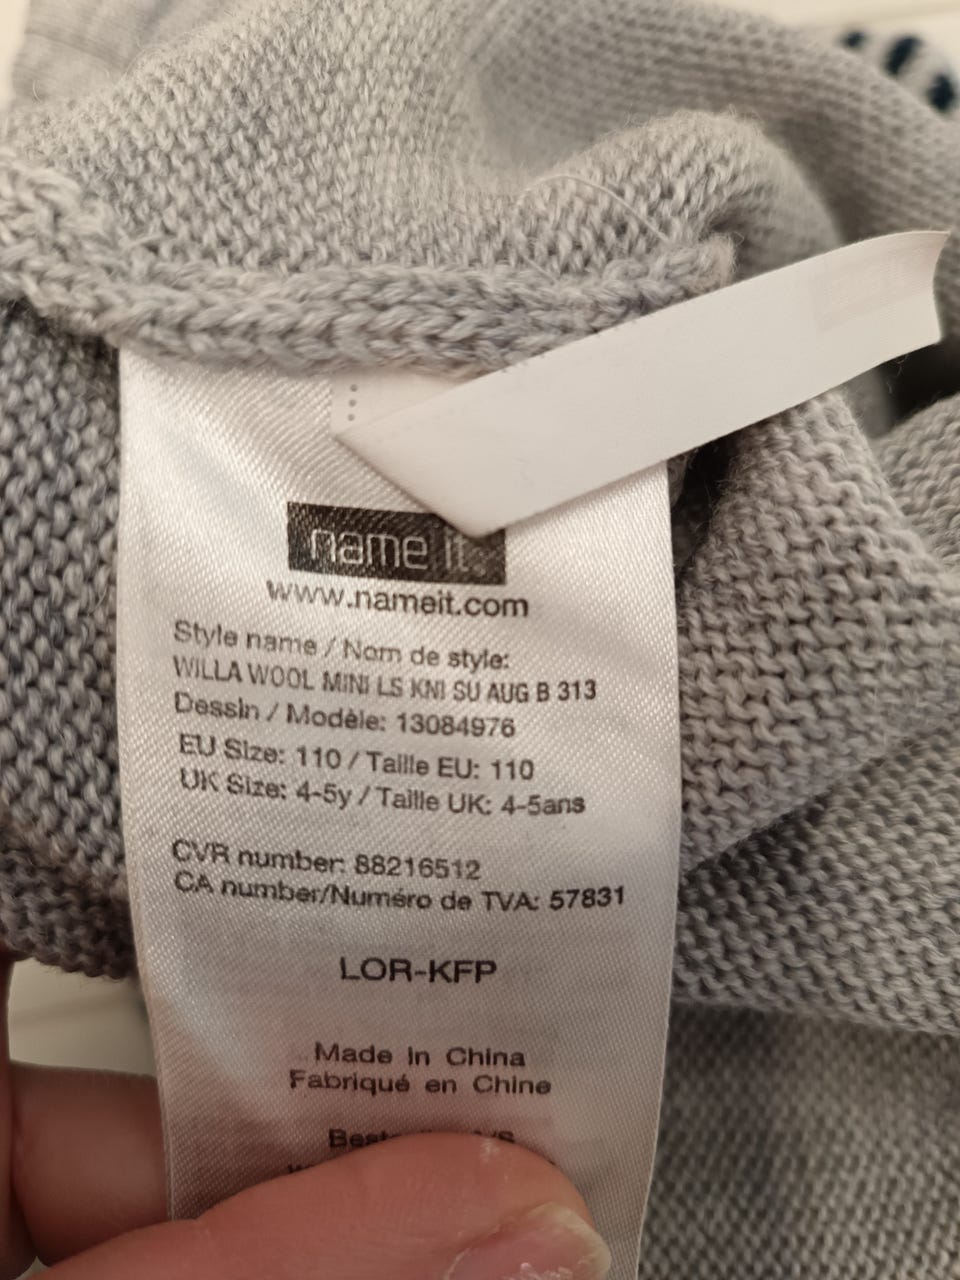 name it.
www.nameit.com
Style name / Nom de style:
WILLA WOOL MINI LS KNI SU AUG B 313
Dessin / Modèle: 13084976
EU Size: 110 / Taille EU: 110
UK Size: 4-5y / Taille UK: 4-5ans
CVR number: 88216512
CA number/Numéro de TVA: 57831
LOR-KFP
Made in China
Fabriqué en Chine